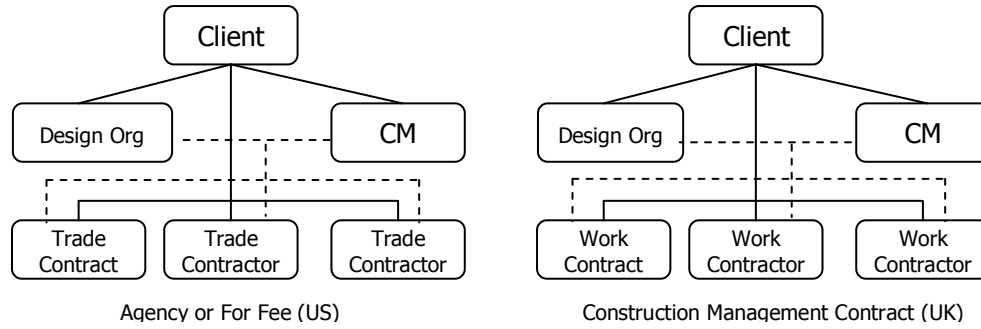 Client
Design Org
CM
Trade
Contract
Trade
Contractor
Trade
Contractor
Agency or For Fee (US)
Client
Design Org
CM
Work
Contract
Work
Contractor
Work
Contractor
Construction Management Contract (UK)